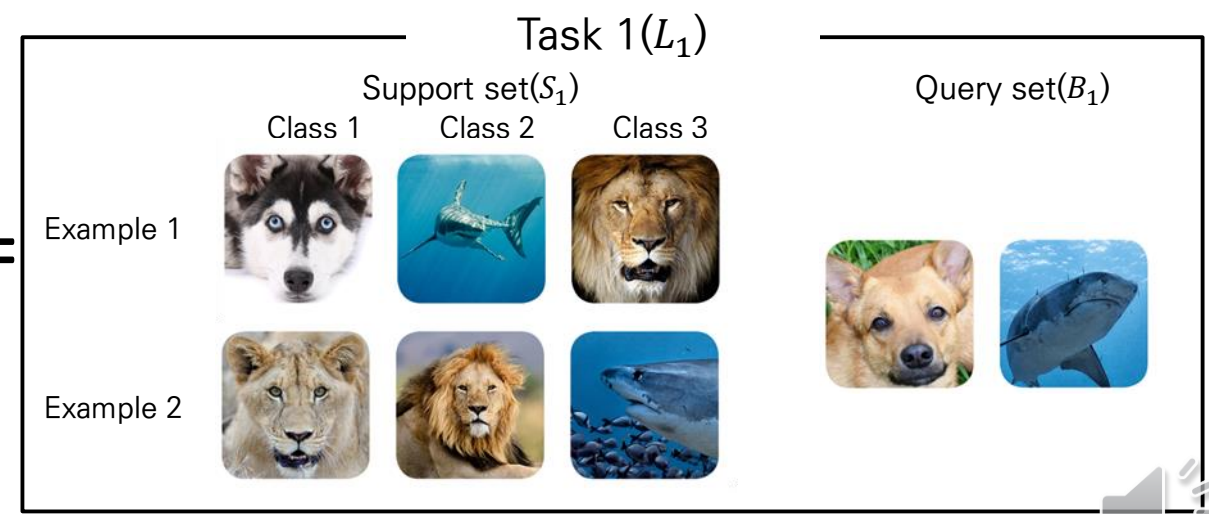 Task 1(L₁)
Support set(S₁)
Query set(B₁)
Class 1 Class 2 Class 3
Example 1
Example 2
=